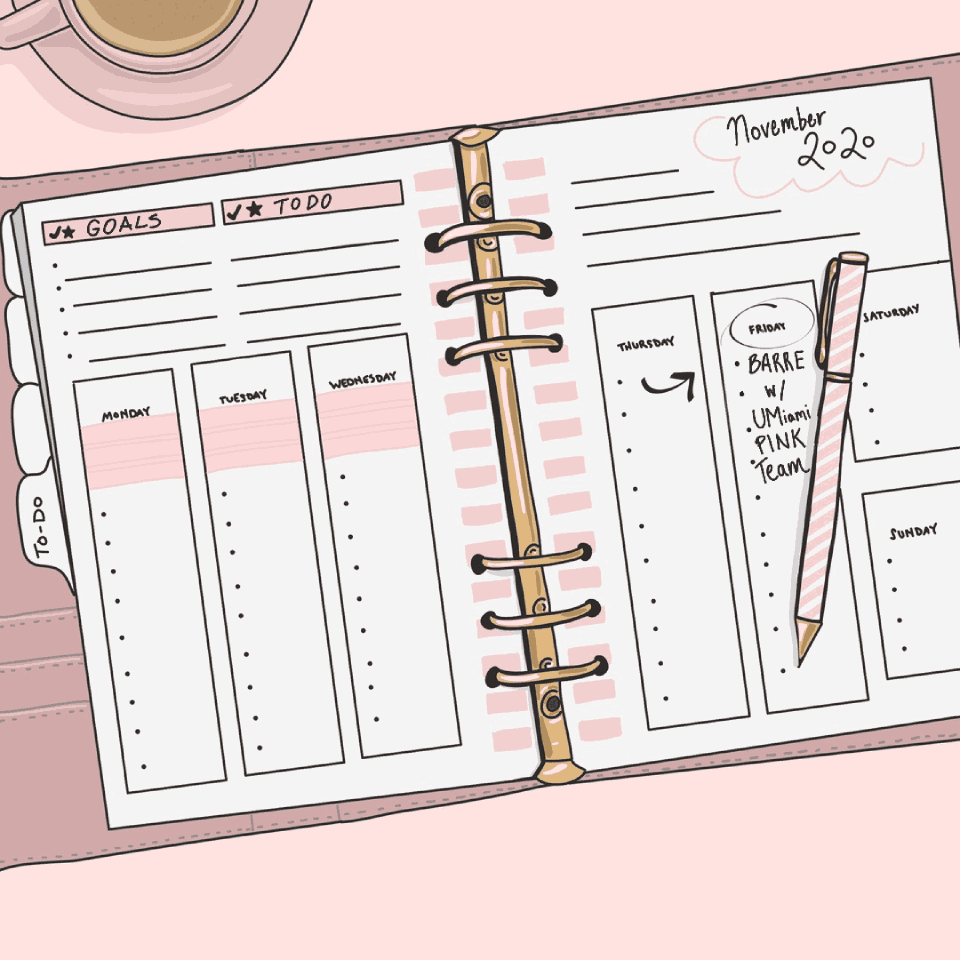 GOALS
TODO
MONDAY
TUESDAY
WEDNESDAY
TO-DO
November
2020
THURSDAY
FRIDAY
BARRE
w/
UMiami
PINK
Team
SATURDAY
SUNDAY